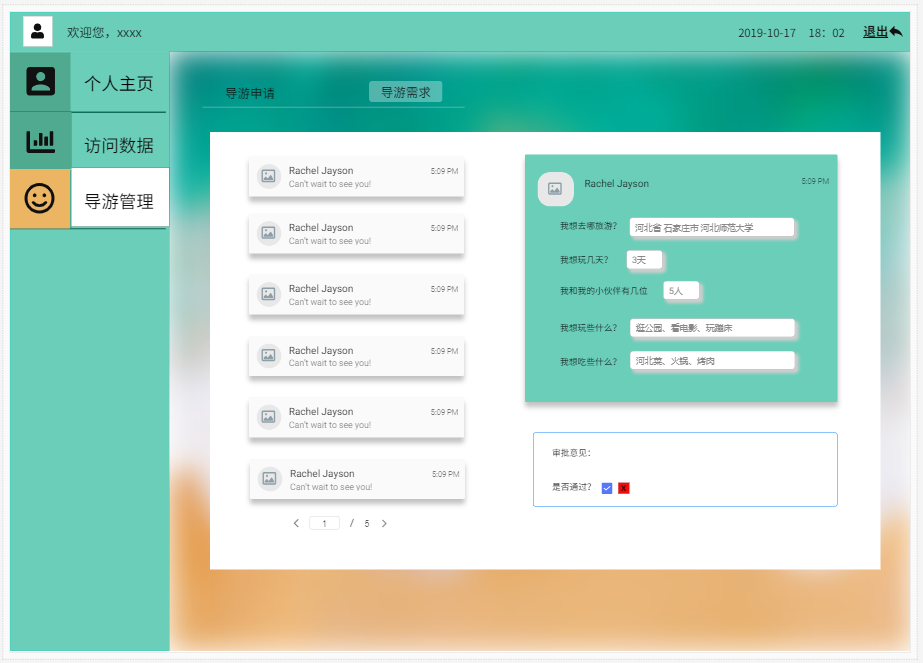 欢迎您，xxxx
2019-10-17 18：02 退出
个人主页
访问数据
导游管理
导游申请 导游需求
Rachel Jayson 5:09 PM
Can't wait to see you!
Rachel Jayson 5:09 PM
Can't wait to see you!
Rachel Jayson 5:09 PM
Can't wait to see you!
Rachel Jayson 5:09 PM
Can't wait to see you!
Rachel Jayson 5:09 PM
Can't wait to see you!
Rachel Jayson 5:09 PM
Can't wait to see you!
1 / 5
Rachel Jayson 5:09 PM
我想去哪旅游？ 河北省 石家庄市 河北师范大学
我想玩几天？ 3天
我和我的小伙伴有几位 5人
我想玩些什么？ 逛公园、看电影、玩蹦床
我想吃些什么？ 河北菜、火锅、烤肉
审批意见：
是否通过？